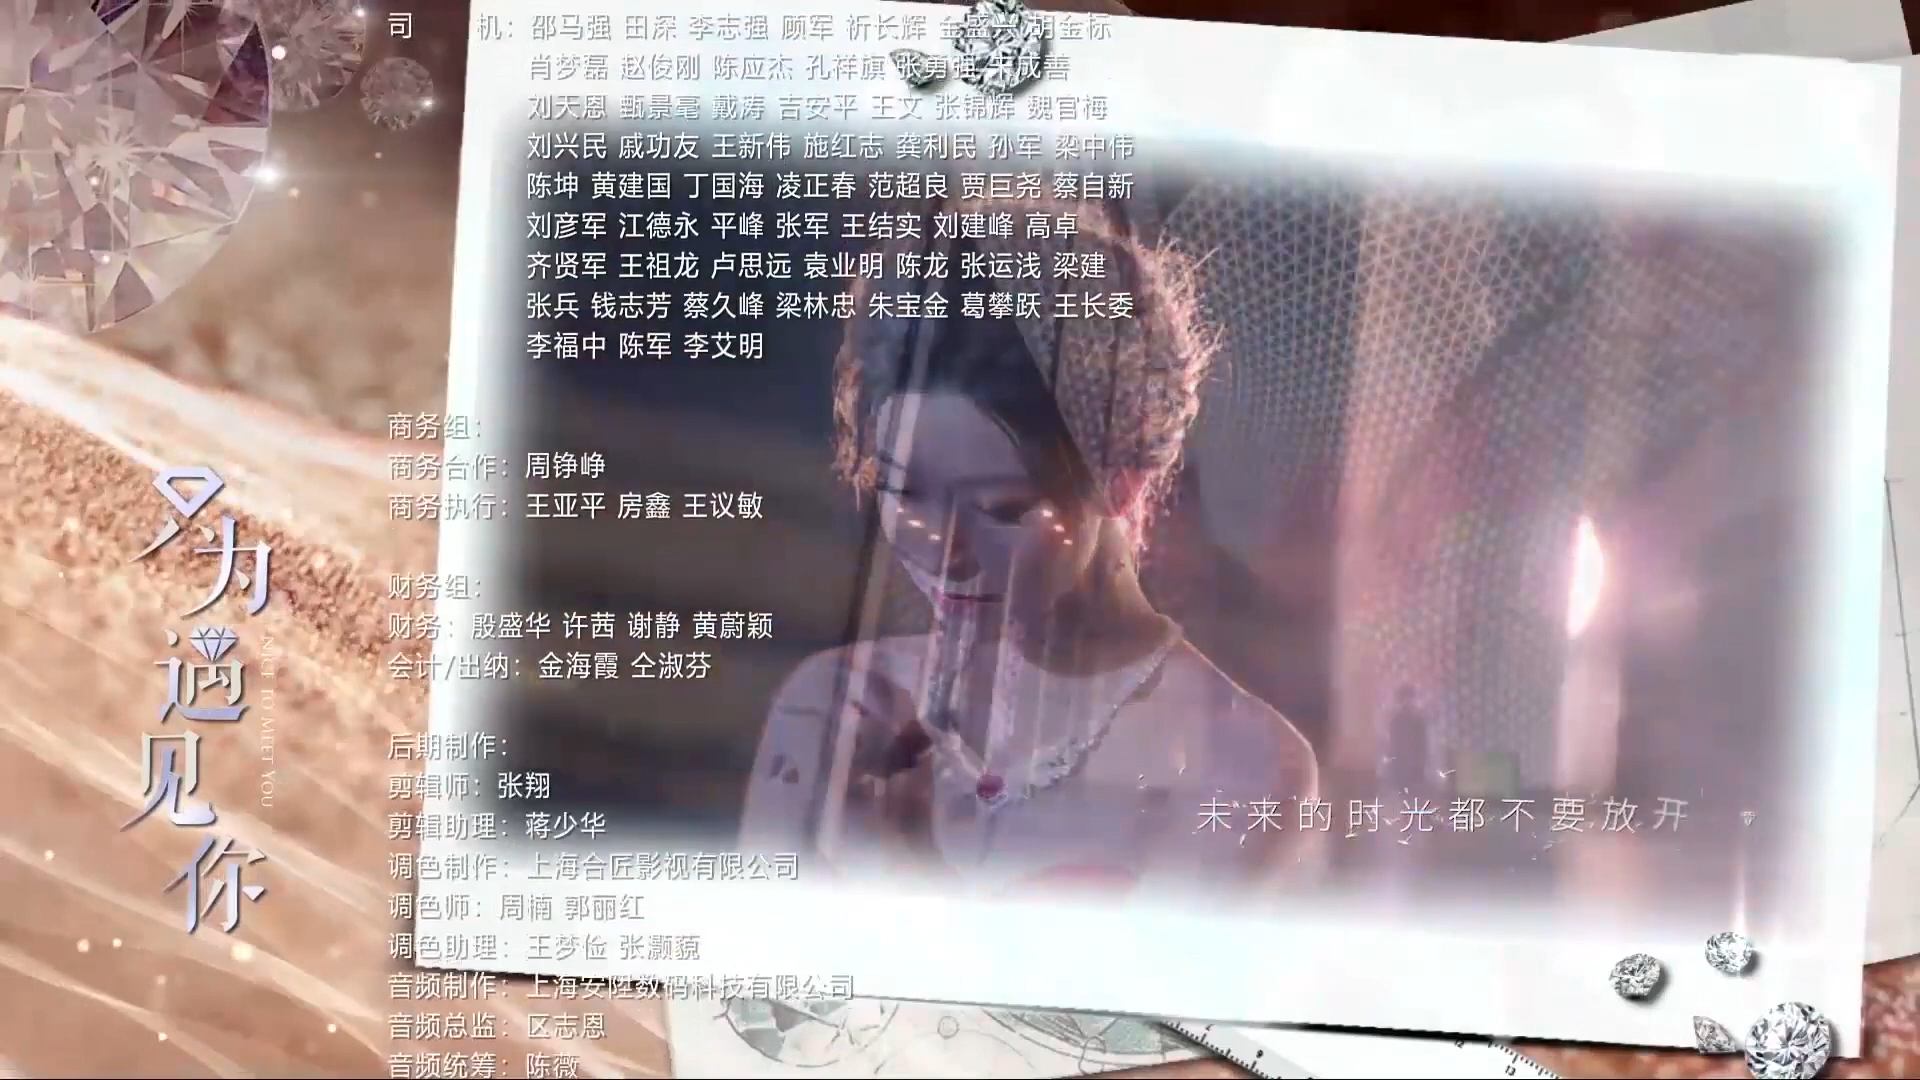 司 机：邵马强 田深 李志强 顾军 祈长辉 金盛兴 胡金标
肖梦磊 赵俊刚 陈应杰 孔祥旗 张勇强 牛成善
刘天恩 甄景毫 戴涛 吉安平 王文 张锦辉 魏官梅
刘兴民 戚功友 王新伟 施红志 龚利民 孙军 梁中伟
陈坤 黄建国 丁国海 凌正春 范超良 贾巨尧 蔡自新
刘彦军 江德永 平峰 张军 王结实 刘建峰 高卓
齐贤军 王祖龙 卢思远 袁业明 陈龙 张运浅 梁建
张兵 钱志芳 蔡久峰 梁林忠 朱宝金 葛攀跃 王长委
李福中 陈军 李艾明
商务组：
商务合作：周铮峥
商务执行：王亚平 房鑫 王议敏
财务组：
财务：殷盛华 许茜 谢静 黄蔚颖
会计/出纳：金海霞 仝淑芬
后期制作：
剪辑师：张翔
剪辑助理：蒋少华
调色制作：上海合匠影视有限公司
调色师：周楠 郭丽红
调色助理：王梦俭 张灏藐
音频制作：上海安陞数码科技有限公司
音频总监：区志恩
音频统筹：陈薇
只为遇见你
NICE TO MEET YOU
未来的时光都不要放开